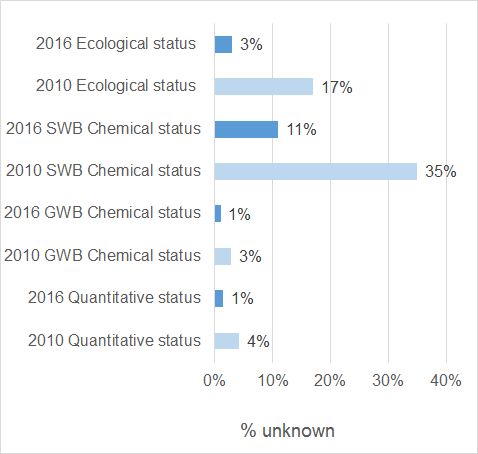 2016 Ecological status 3%
2010 Ecological status 17%
2016 SWB Chemical status 11%
2010 SWB Chemical status 35%
2016 GWB Chemical status 1%
2010 GWB Chemical status 3%
2016 Quantitative status 1%
2010 Quantitative status 4%
0% 10% 20% 30% 40%
% unknown